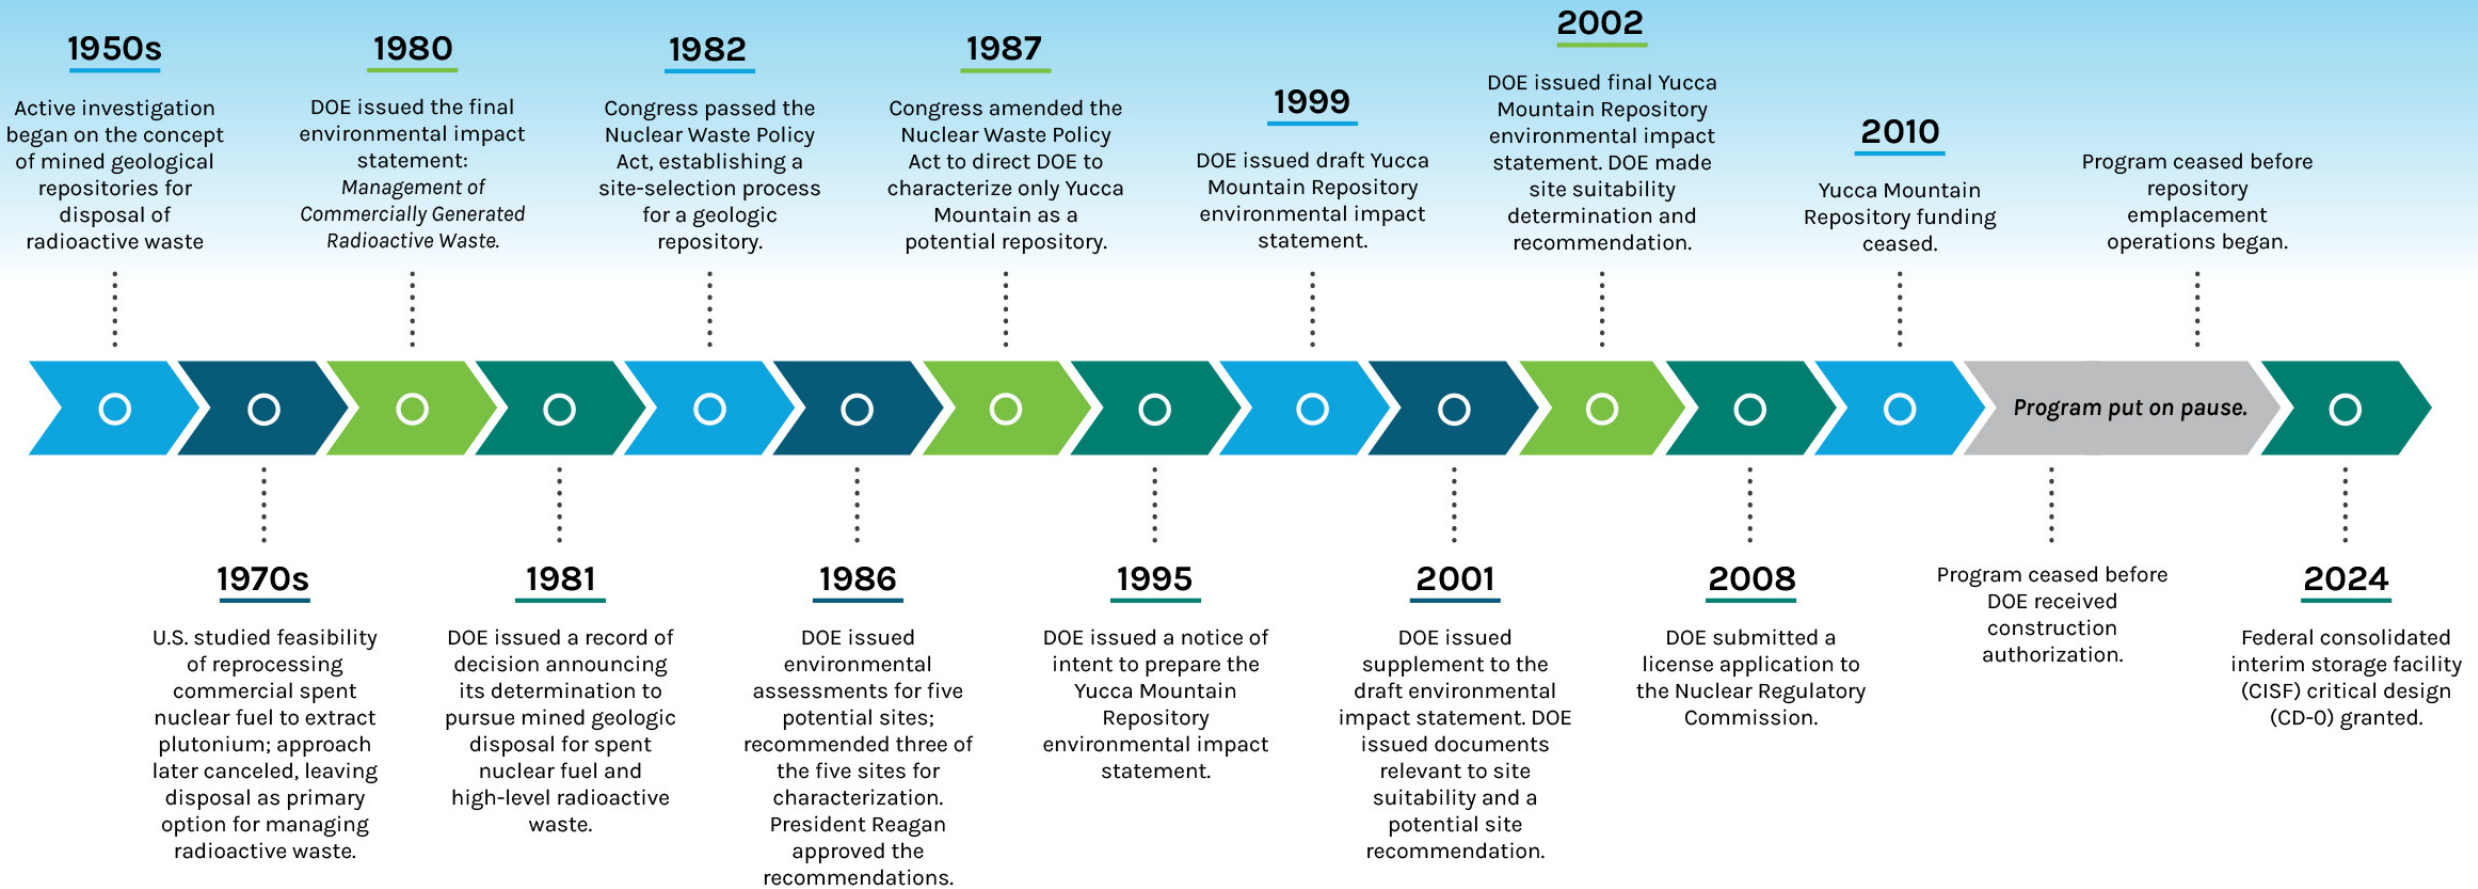 1950s
Active investigation
began on the concept
of mined geological
repositories for
disposal of
radioactive waste
1970s
U.S. studied feasibility
of reprocessing
commercial spent
nuclear fuel to extract
plutonium; approach
later canceled, leaving
disposal as primary
option for managing
radioactive waste.
1980
DOE issued the final
environmental impact
statement:
Management of
Commercially Generated
Radioactive Waste.
1981
DOE issued a record of
decision announcing
its determination to
pursue mined geologic
disposal for spent
nuclear fuel and
high-level radioactive
waste.
1982
Congress passed the
Nuclear Waste Policy
Act, establishing a
site-selection process
for a geologic
repository.
1986
DOE issued
environmental
assessments for five
potential sites;
recommended three of
the five sites for
characterization.
President Reagan
approved the
recommendations.
1987
Congress amended the
Nuclear Waste Policy
Act to direct DOE to
characterize only Yucca
Mountain as a
potential repository.
1995
DOE issued a notice of
intent to prepare the
Yucca Mountain
Repository
environmental impact
statement.
1999
DOE issued draft Yucca
Mountain Repository
environmental impact
statement.
2001
DOE issued
supplement to the
draft environmental
impact statement. DOE
issued documents
relevant to site
suitability and a
potential site
recommendation.
2002
DOE issued final Yucca
Mountain Repository
environmental impact
statement. DOE made
site suitability
determination and
recommendation.
2008
DOE submitted a
license application to
the Nuclear Regulatory
Commission.
2010
Yucca Mountain
Repository funding
ceased.
Program put on pause.
Program ceased before
DOE received
construction
authorization.
Program ceased before
repository
emplacement
operations began.
2024
Federal consolidated
interim storage facility
(CISF) critical design
(CD-0) granted.